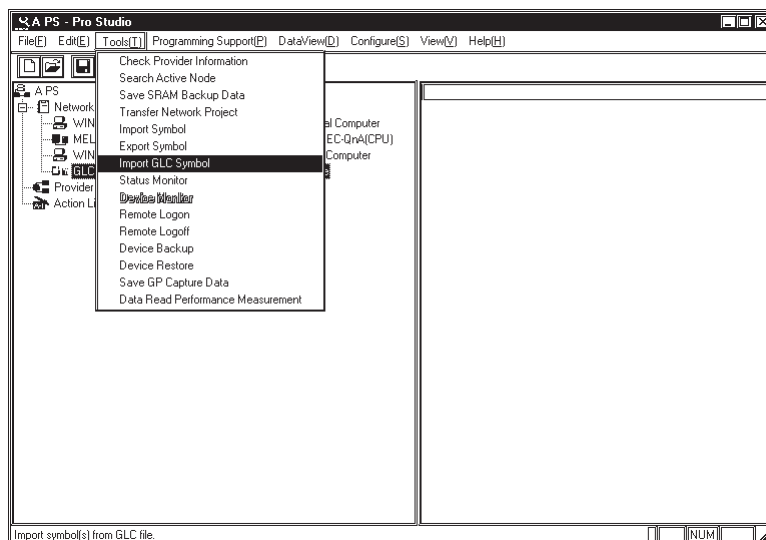 A PS - Pro Studio
File(F) Edit(E) Tools(T) Programming Support(P) DataView(D) Configure(S) View(V) Help(H)
Check Provider Information
Search Active Node
Save SRAM Backup Data
Transfer Network Project
Import Symbol
Export Symbol
Import GLC Symbol
Status Monitor
Device Monitor
Remote Logon
Remote Logoff
Device Backup
Device Restore
Save GP Capture Data
Data Read Performance Measurement
A PS
Network
WIN al Computer
MEL EC-QnA(CPU)
WIN Computer
GLC
Provider
Action Li
Import symbol(s) from GLC file.
NUM